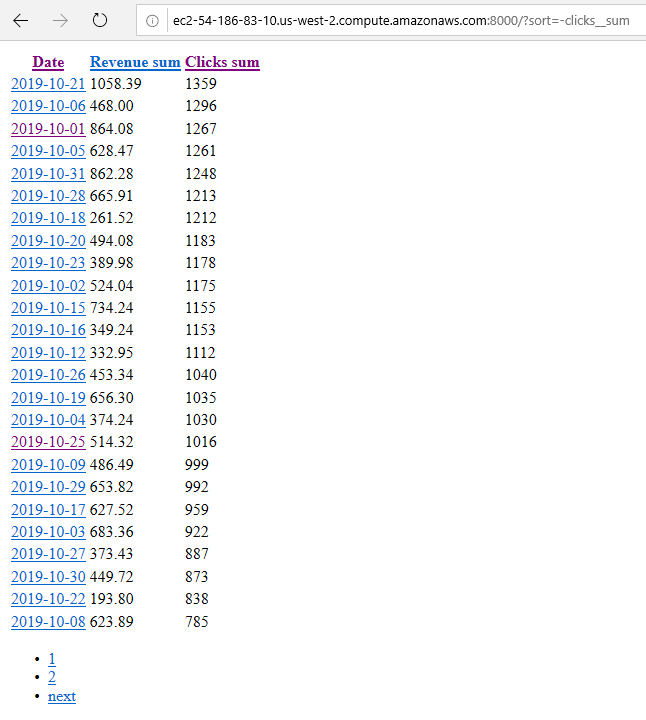 ec2-54-186-83-10.us-west-2.compute.amazonaws.com:8000/?sort=-clicks__sum
Date Revenue sum Clicks sum
2019-10-21 1058.39 1359
2019-10-06 468.00 1296
2019-10-01 864.08 1267
2019-10-05 628.47 1261
2019-10-31 862.28 1248
2019-10-28 665.91 1213
2019-10-18 261.52 1212
2019-10-20 494.08 1183
2019-10-23 389.98 1178
2019-10-02 524.04 1175
2019-10-15 734.24 1155
2019-10-16 349.24 1153
2019-10-12 332.95 1112
2019-10-26 453.34 1040
2019-10-19 656.30 1035
2019-10-04 374.24 1030
2019-10-25 514.32 1016
2019-10-09 486.49 999
2019-10-29 653.82 992
2019-10-17 627.52 959
2019-10-03 683.36 922
2019-10-27 373.43 887
2019-10-30 449.72 873
2019-10-22 193.80 838
2019-10-08 623.89 785
• 1
• 2
• next